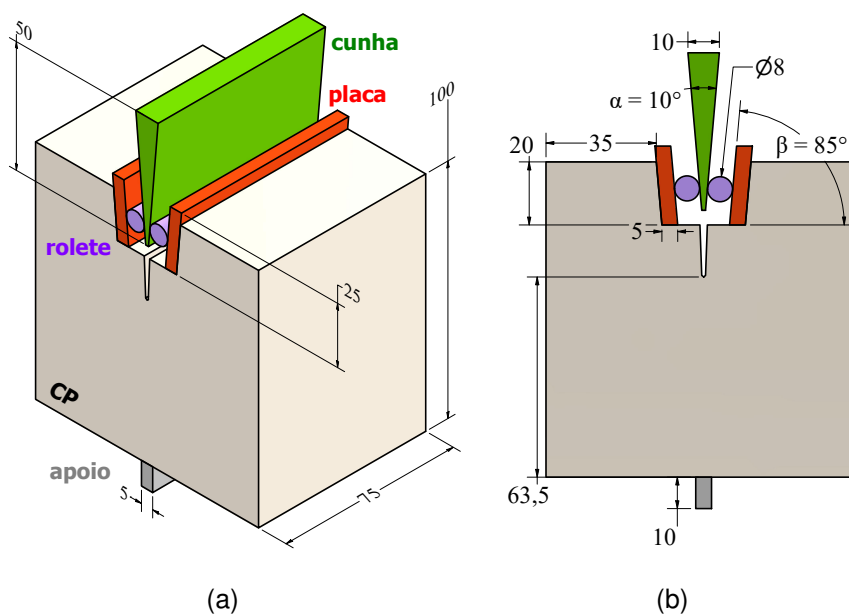 50
cunha
placa
100
rolete
25
CP
apoio
5
75
(a)
10
Ø8
α = 10°
20
35
β = 85°
5
63,5
10
(b)